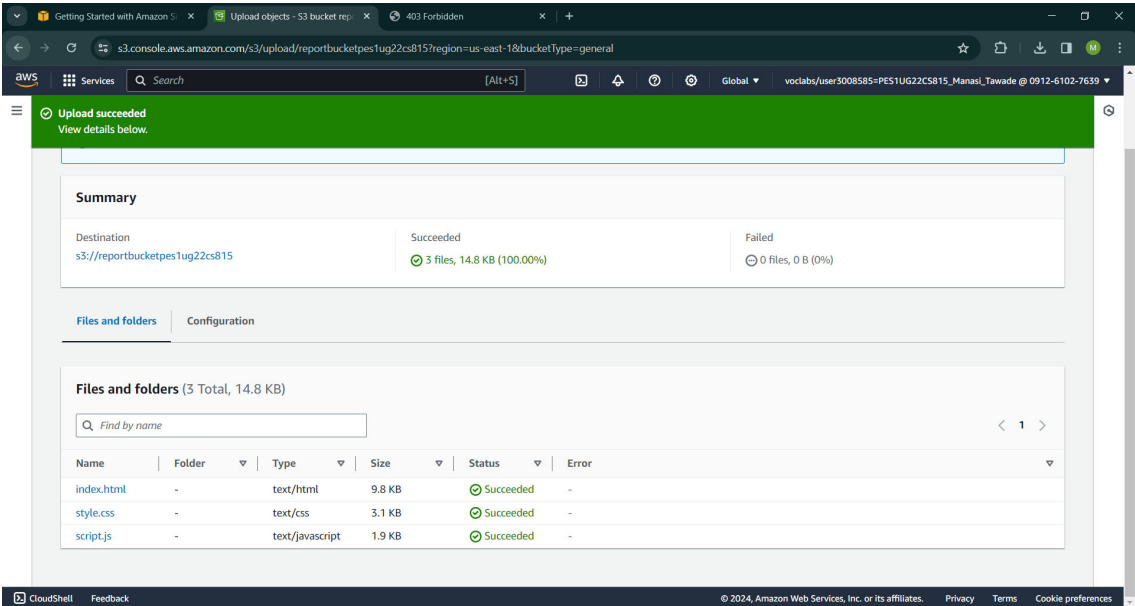 Getting Started with Amazon S
Upload objects - S3 bucket rep
403 Forbidden
s3.console.aws.amazon.com/s3/upload/reportbucketpes1ug22cs815?region=us-east-1&bucketType=general
M
aws Services Search [Alt+S] Global voclabs/user3008585=PES1UG22CS815_Manasi_Tawade @ 0912-6102-7639
Upload succeeded
View details below.
Summary
Destination Succeeded Failed
s3://reportbucketpes1ug22cs815 3 files, 14.8 KB (100.00%) 0 files, 0 B (0%)
Files and folders Configuration
Files and folders (3 Total, 14.8 KB)
Find by name 1
Name Folder Type Size Status Error
index.html - text/html 9.8 KB Succeeded -
style.css - text/css 3.1 KB Succeeded -
script.js - text/javascript 1.9 KB Succeeded -
CloudShell Feedback © 2024, Amazon Web Services, Inc. or its affiliates. Privacy Terms Cookie preferences